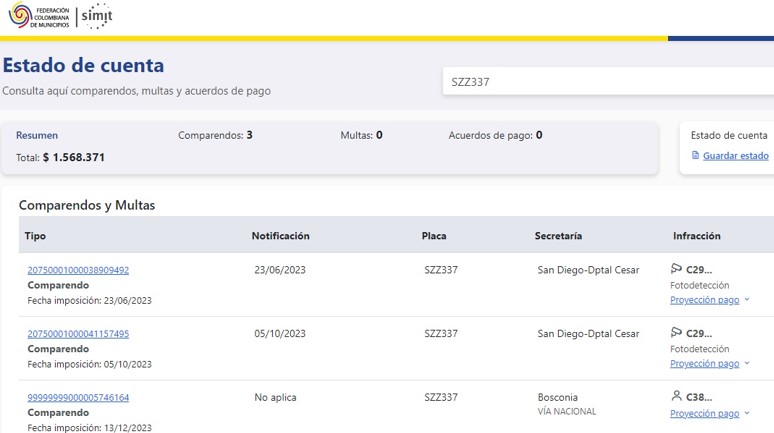 FEDERACIÓN
COLOMBIANA
DE MUNICIPIOS
simit
Estado de cuenta
Consulta aquí comparendos, multas y acuerdos de pago
SZZ337
Resumen
Comparendos: 3
Multas: 0
Acuerdos de pago: 0
Total: $ 1.568.371
Estado de cuenta
Guardar estado
Comparendos y Multas
Tipo Notificación Placa Secretaría Infracción
20750001000038909492 23/06/2023 SZZ337 San Diego-Dptal Cesar C29...
Comparendo Fotodetección
Fecha imposición: 23/06/2023 Proyección pago
20750001000041157495 05/10/2023 SZZ337 San Diego-Dptal Cesar C29...
Comparendo Fotodetección
Fecha imposición: 05/10/2023 Proyección pago
99999999000005746164 No aplica SZZ337 Bosconia C38...
Comparendo VÍA NACIONAL Proyección pago
Fecha imposición: 13/12/2023